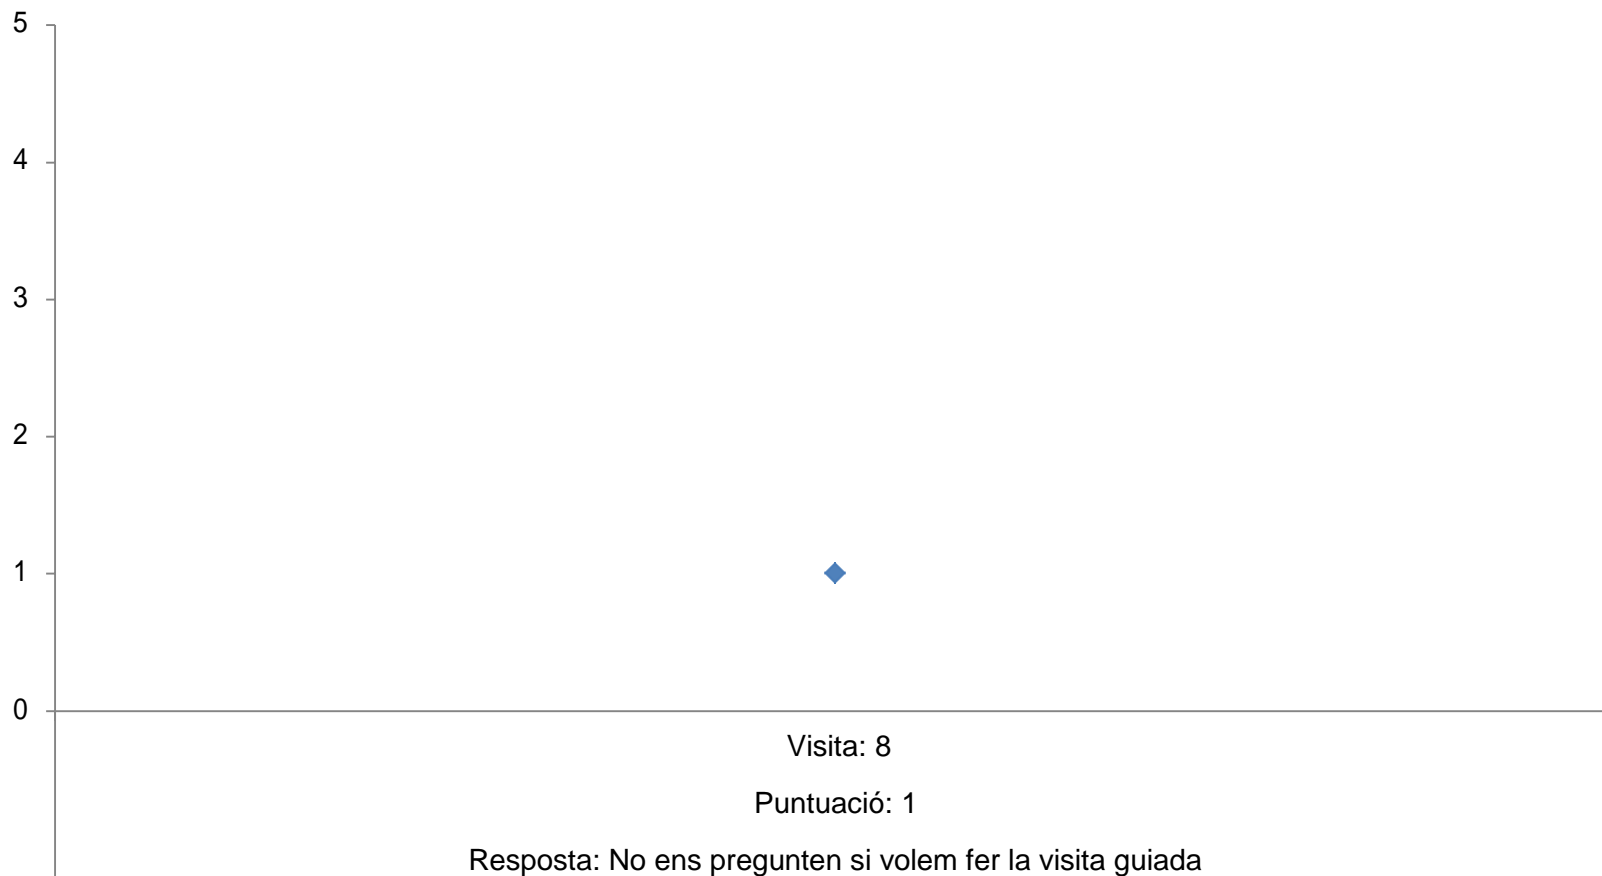 5
4
3
2
1
0
Visita: 8
Puntuació: 1
Resposta: No ens pregunten si volem fer la visita guiada